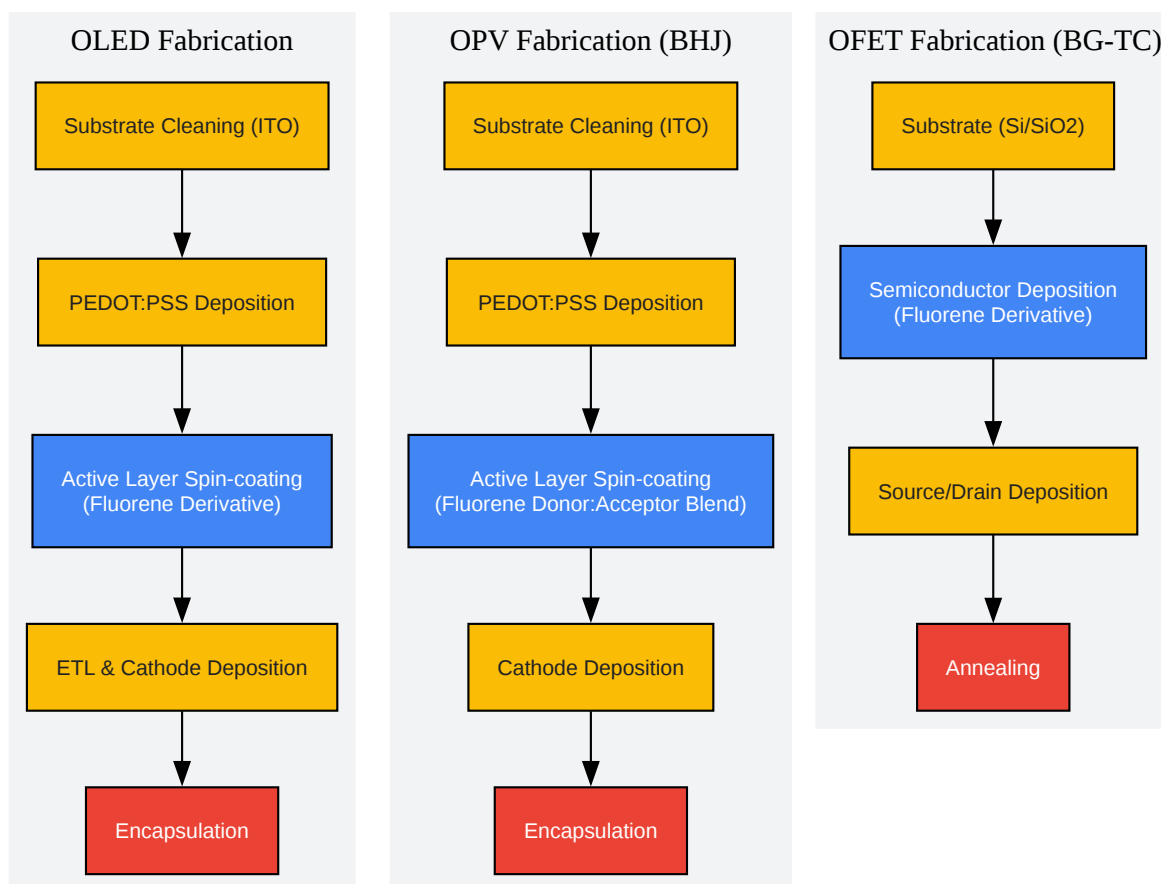 OLED Fabrication
Substrate Cleaning (ITO)
PEDOT:PSS Deposition
Active Layer Spin-coating
(Fluorene Derivative)
ETL & Cathode Deposition
Encapsulation
OPV Fabrication (BHJ)
Substrate Cleaning (ITO)
PEDOT:PSS Deposition
Active Layer Spin-coating
(Fluorene Donor:Acceptor Blend)
Cathode Deposition
Encapsulation
OFET Fabrication (BG-TC)
Substrate (Si/SiO2)
Semiconductor Deposition
(Fluorene Derivative)
Source/Drain Deposition
Annealing